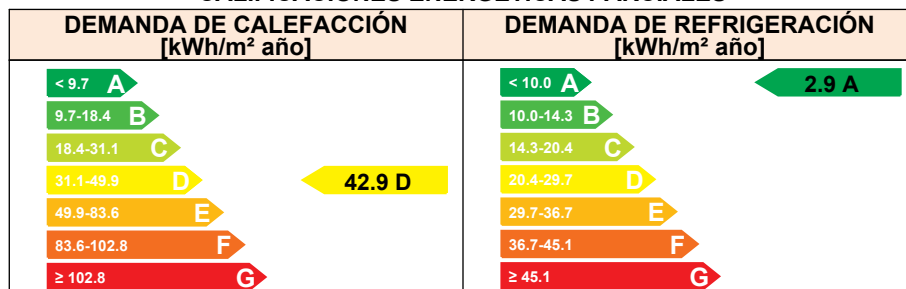 DEMANDA DE CALEFACCIÓN
[kWh/m² año]
< 9.7 A
9.7-18.4 B
18.4-31.1 C
31.1-49.9 D
42.9 D
49.9-83.6 E
83.6-102.8 F
≥ 102.8 G
DEMANDA DE REFRIGERACIÓN
[kWh/m² año]
< 10.0 A
2.9 A
10.0-14.3 B
14.3-20.4 C
20.4-29.7 D
29.7-36.7 E
36.7-45.1 F
≥ 45.1 G